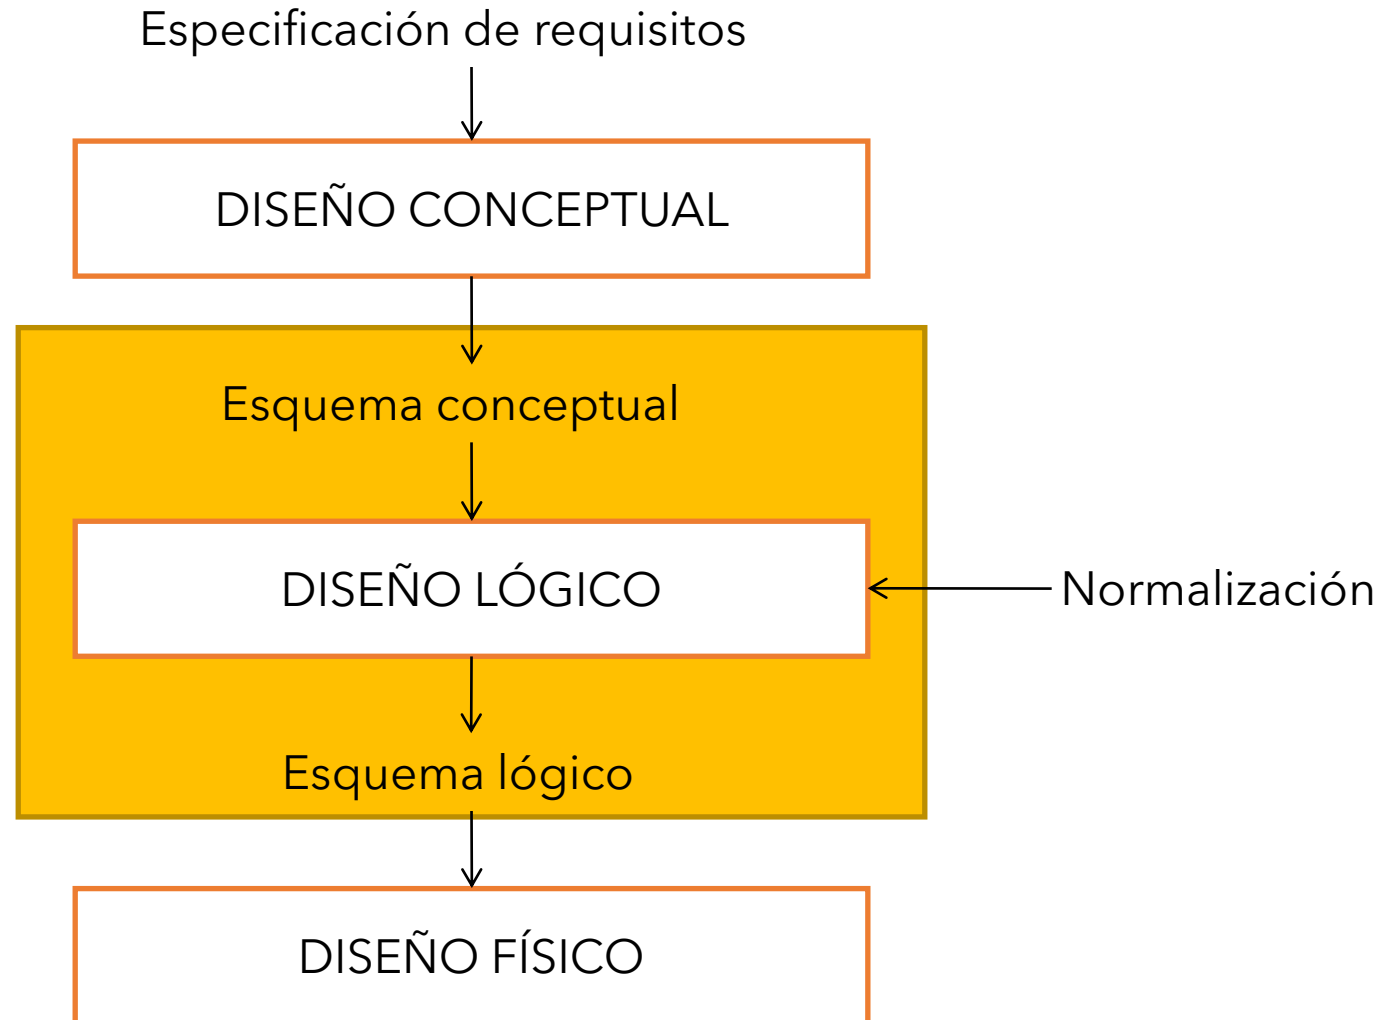 Especificación de requisitos
DISEÑO CONCEPTUAL
Esquema conceptual
DISEÑO LÓGICO
Normalización
Esquema lógico
DISEÑO FÍSICO